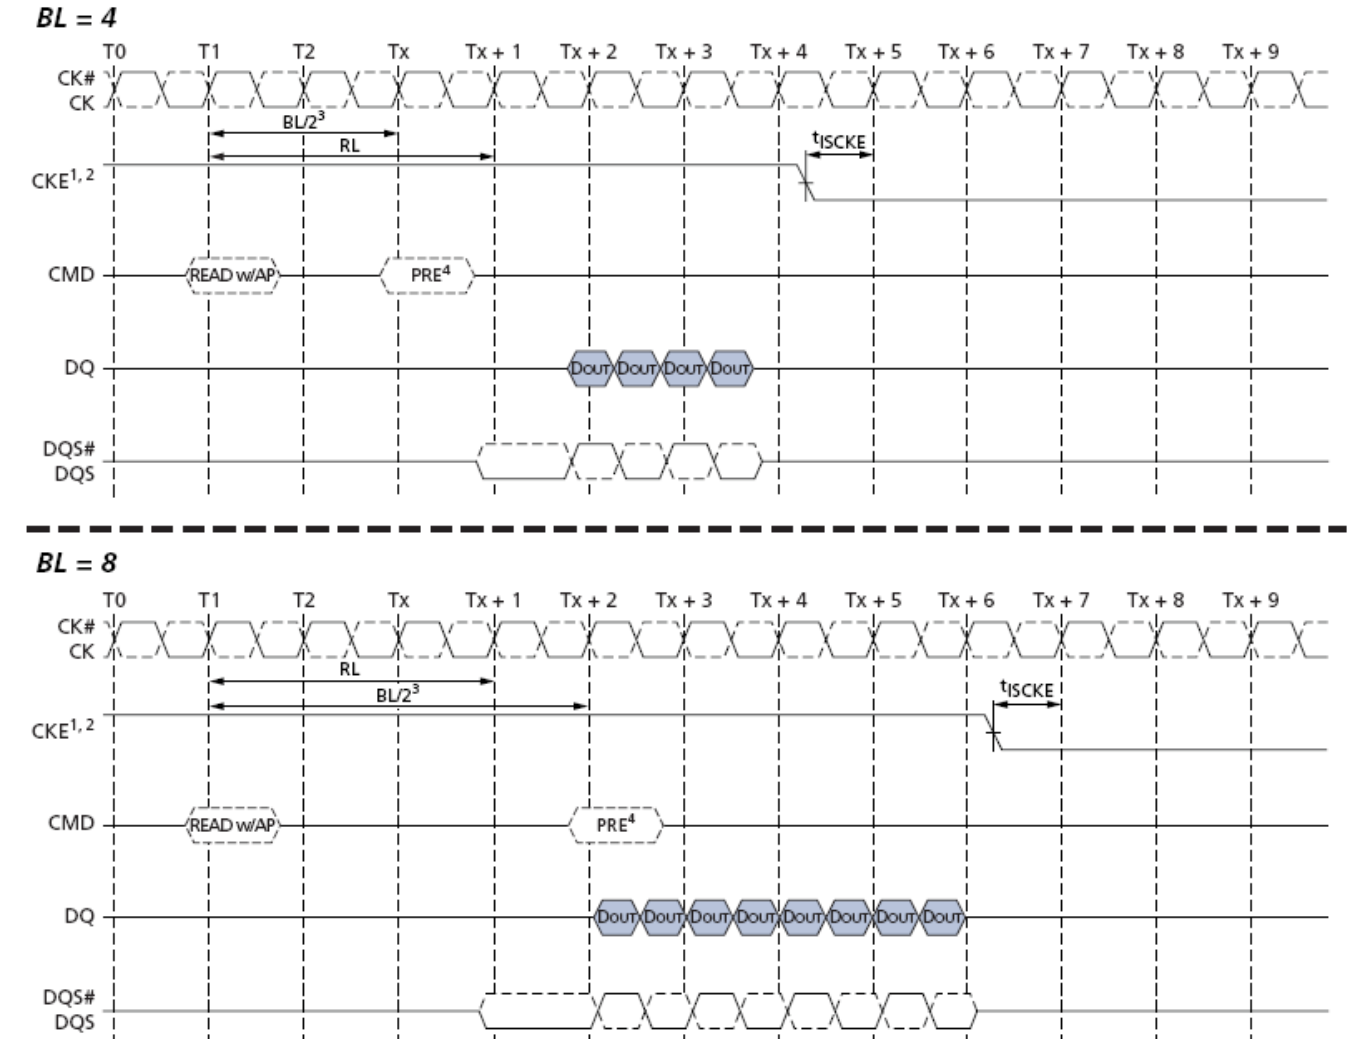 BL = 4
T0 T1 T2 Tx Tx + 1 Tx + 2 Tx + 3 Tx + 4 Tx + 5 Tx + 6 Tx + 7 Tx + 8 Tx + 9
CK#
CK
BL/2³
RL
tISCKE
CKE¹,²
CMD READ w/AP PRE⁴
DQ DOUT DOUT DOUT DOUT
DQS#
DQS
BL = 8
T0 T1 T2 Tx Tx + 1 Tx + 2 Tx + 3 Tx + 4 Tx + 5 Tx + 6 Tx + 7 Tx + 8 Tx + 9
CK#
CK
RL
BL/2³
tISCKE
CKE¹,²
CMD READ w/AP PRE⁴
DQ DOUT DOUT DOUT DOUT DOUT DOUT DOUT DOUT
DQS#
DQS